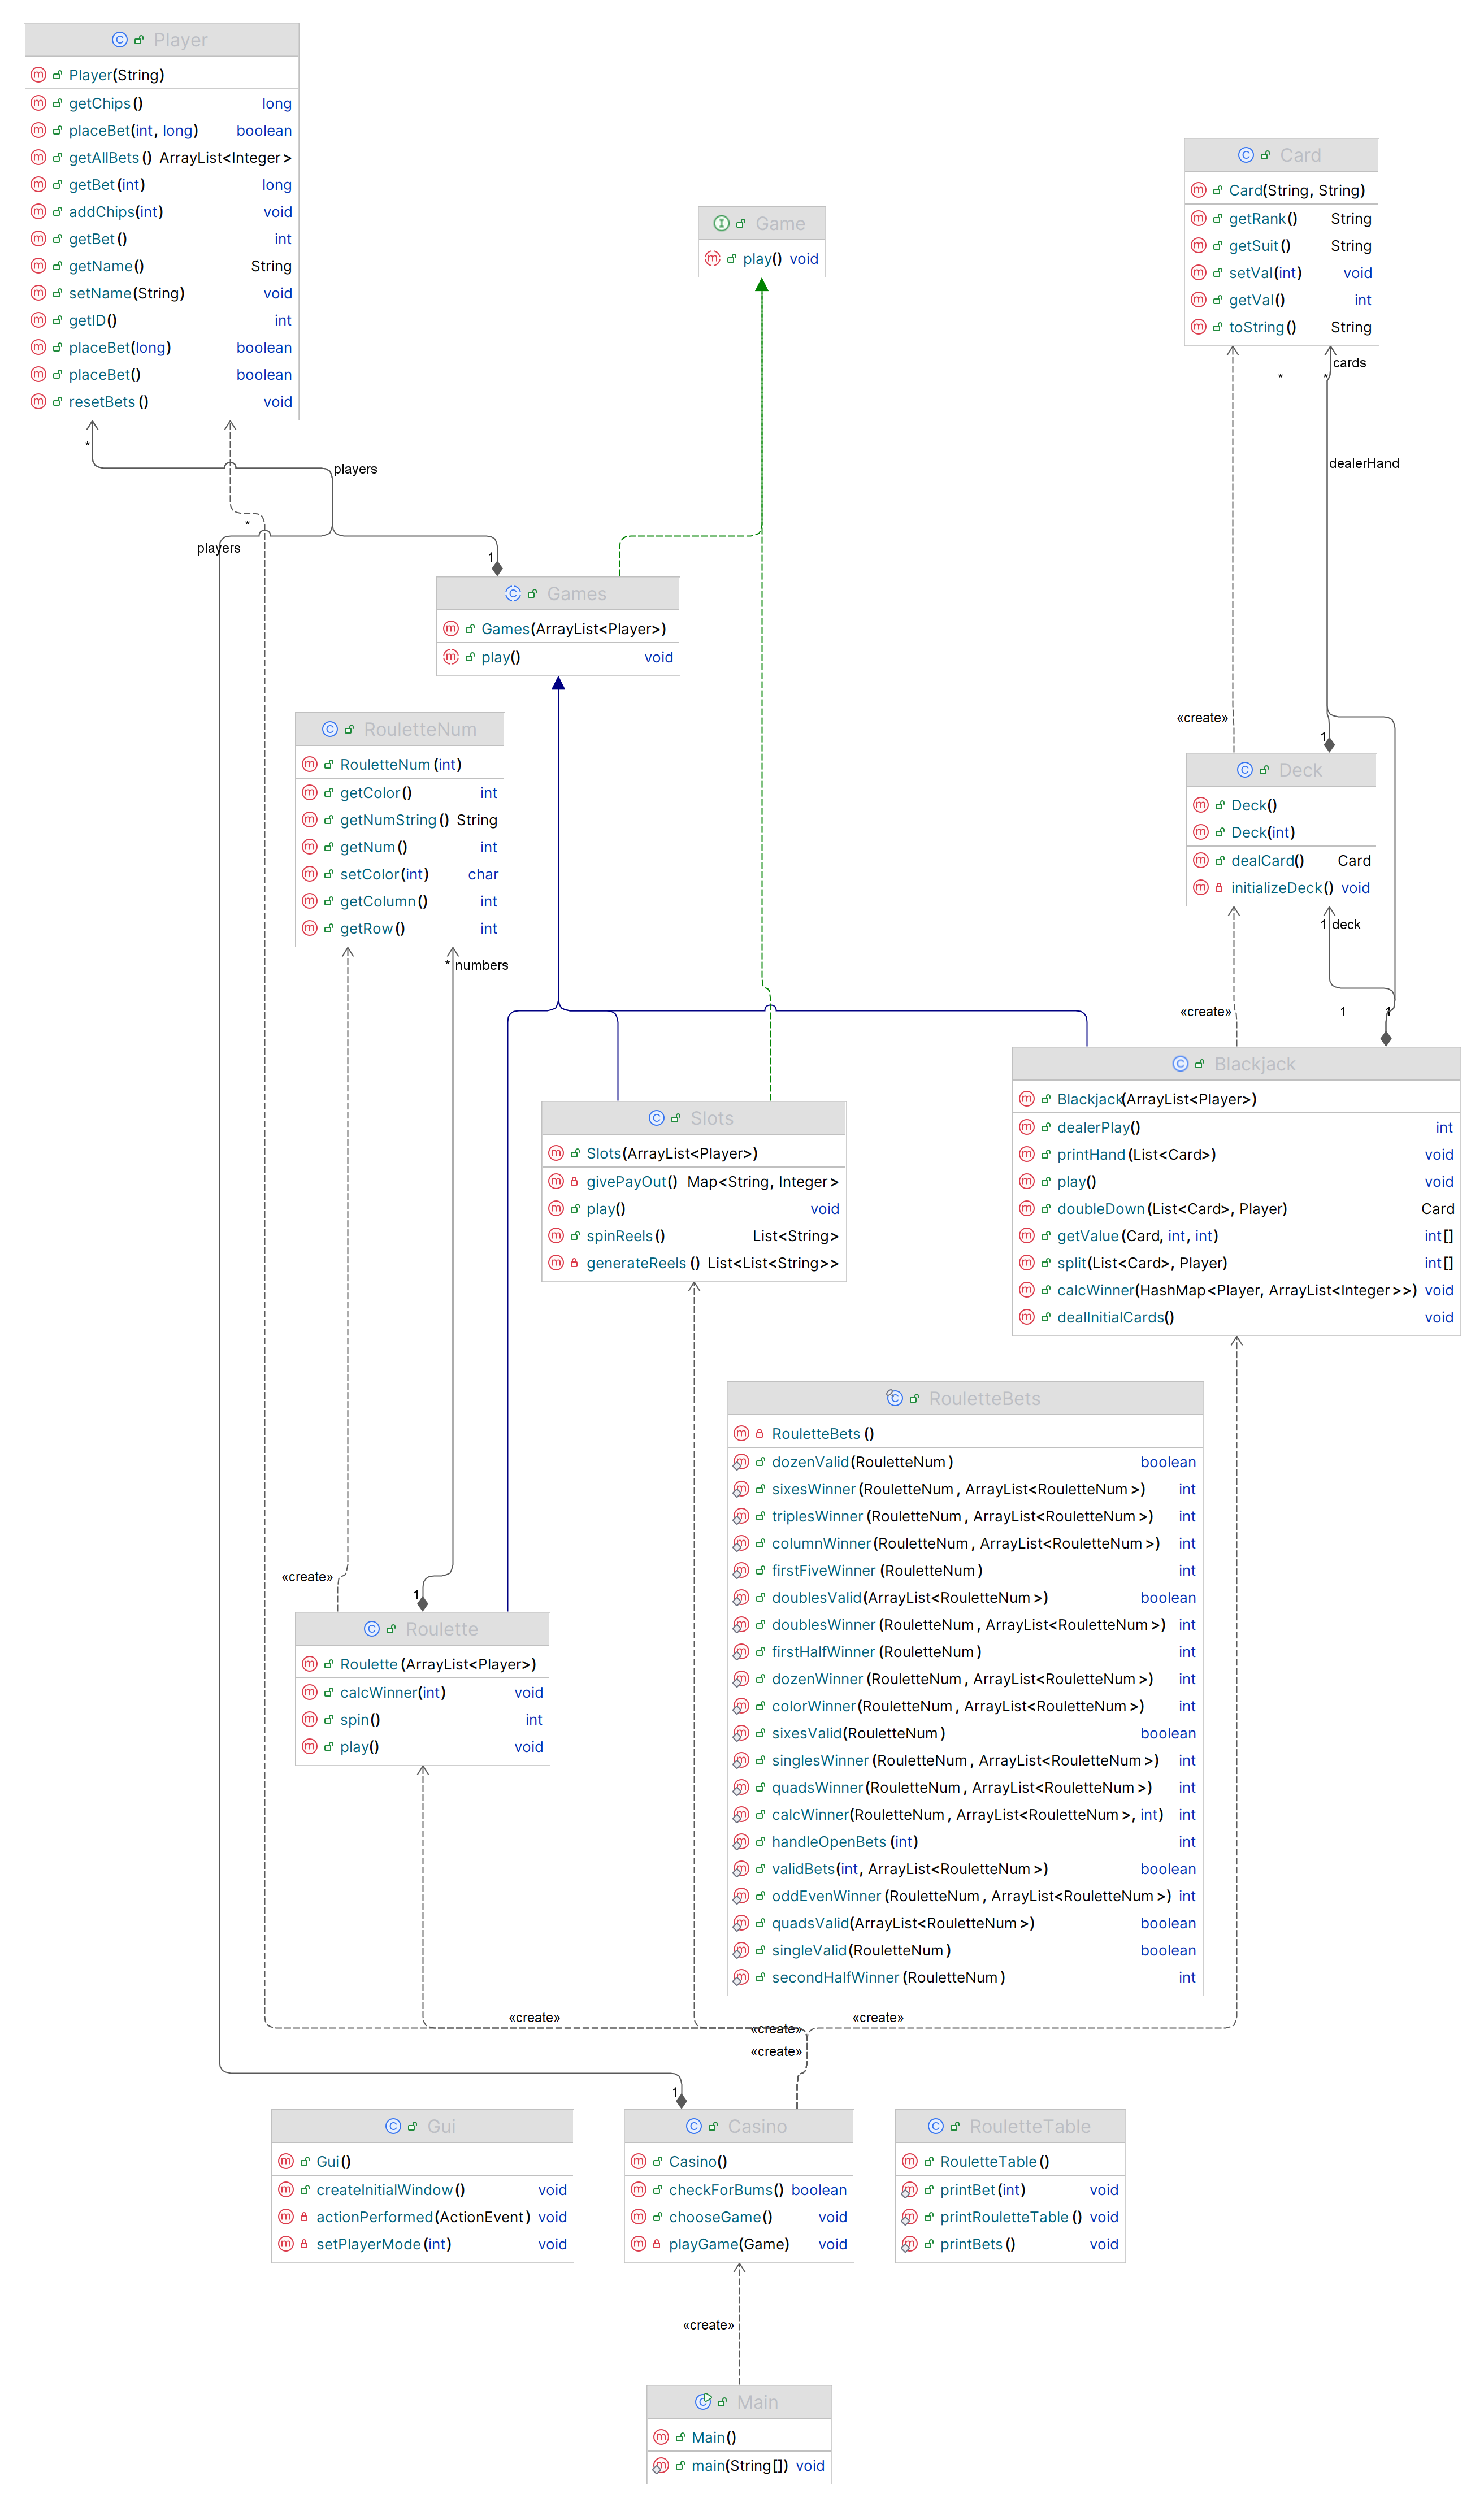 Player
Player(String)
getChips() long
placeBet(int, long) boolean
getAllBets() ArrayList<Integer>
getBet(int) long
addChips(int) void
getBet() int
getName() String
setName(String) void
getID() int
placeBet(long) boolean
placeBet() boolean
resetBets() void
Card
Card(String, String)
getRank() String
getSuit() String
setVal(int) void
getVal() int
toString() String
Game
play() void
* players
* players
* * cards
dealerHand
1
Games
Games(ArrayList<Player>)
play() void
RouletteNum
RouletteNum(int)
getColor() int
getNumString() String
getNum() int
setColor(int) char
getColumn() int
getRow() int
* numbers
«create»
1
Deck
Deck()
Deck(int)
dealCard() Card
initializeDeck() void
1 deck
«create» 1 1
Blackjack
Blackjack(ArrayList<Player>)
dealerPlay() int
printHand(List<Card>) void
play() void
doubleDown(List<Card>, Player) Card
getValue(Card, int, int) int[]
split(List<Card>, Player) int[]
calcWinner(HashMap<Player, ArrayList<Integer>>) void
dealInitialCards() void
Slots
Slots(ArrayList<Player>)
givePayOut() Map<String, Integer>
play() void
spinReels() List<String>
generateReels() List<List<String>>
RouletteBets
RouletteBets()
dozenValid(RouletteNum) boolean
sixesWinner(RouletteNum, ArrayList<RouletteNum>) int
triplesWinner(RouletteNum, ArrayList<RouletteNum>) int
columnWinner(RouletteNum, ArrayList<RouletteNum>) int
firstFiveWinner(RouletteNum) int
doublesValid(ArrayList<RouletteNum>) boolean
doublesWinner(RouletteNum, ArrayList<RouletteNum>) int
firstHalfWinner(RouletteNum) int
dozenWinner(RouletteNum, ArrayList<RouletteNum>) int
colorWinner(RouletteNum, ArrayList<RouletteNum>) int
sixesValid(RouletteNum) boolean
singlesWinner(RouletteNum, ArrayList<RouletteNum>) int
quadsWinner(RouletteNum, ArrayList<RouletteNum>) int
calcWinner(RouletteNum, ArrayList<RouletteNum>, int) int
handleOpenBets(int) int
validBets(int, ArrayList<RouletteNum>) boolean
oddEvenWinner(RouletteNum, ArrayList<RouletteNum>) int
quadsValid(ArrayList<RouletteNum>) boolean
singleValid(RouletteNum) boolean
secondHalfWinner(RouletteNum) int
«create»
1
Roulette
Roulette(ArrayList<Player>)
calcWinner(int) void
spin() int
play() void
«create»
«create»
«create»
«create»
1
Gui
Gui()
createInitialWindow() void
actionPerformed(ActionEvent) void
setPlayerMode(int) void
Casino
Casino()
checkForBums() boolean
chooseGame() void
playGame(Game) void
RouletteTable
RouletteTable()
printBet(int) void
printRouletteTable() void
printBets() void
«create»
Main
Main()
main(String[]) void